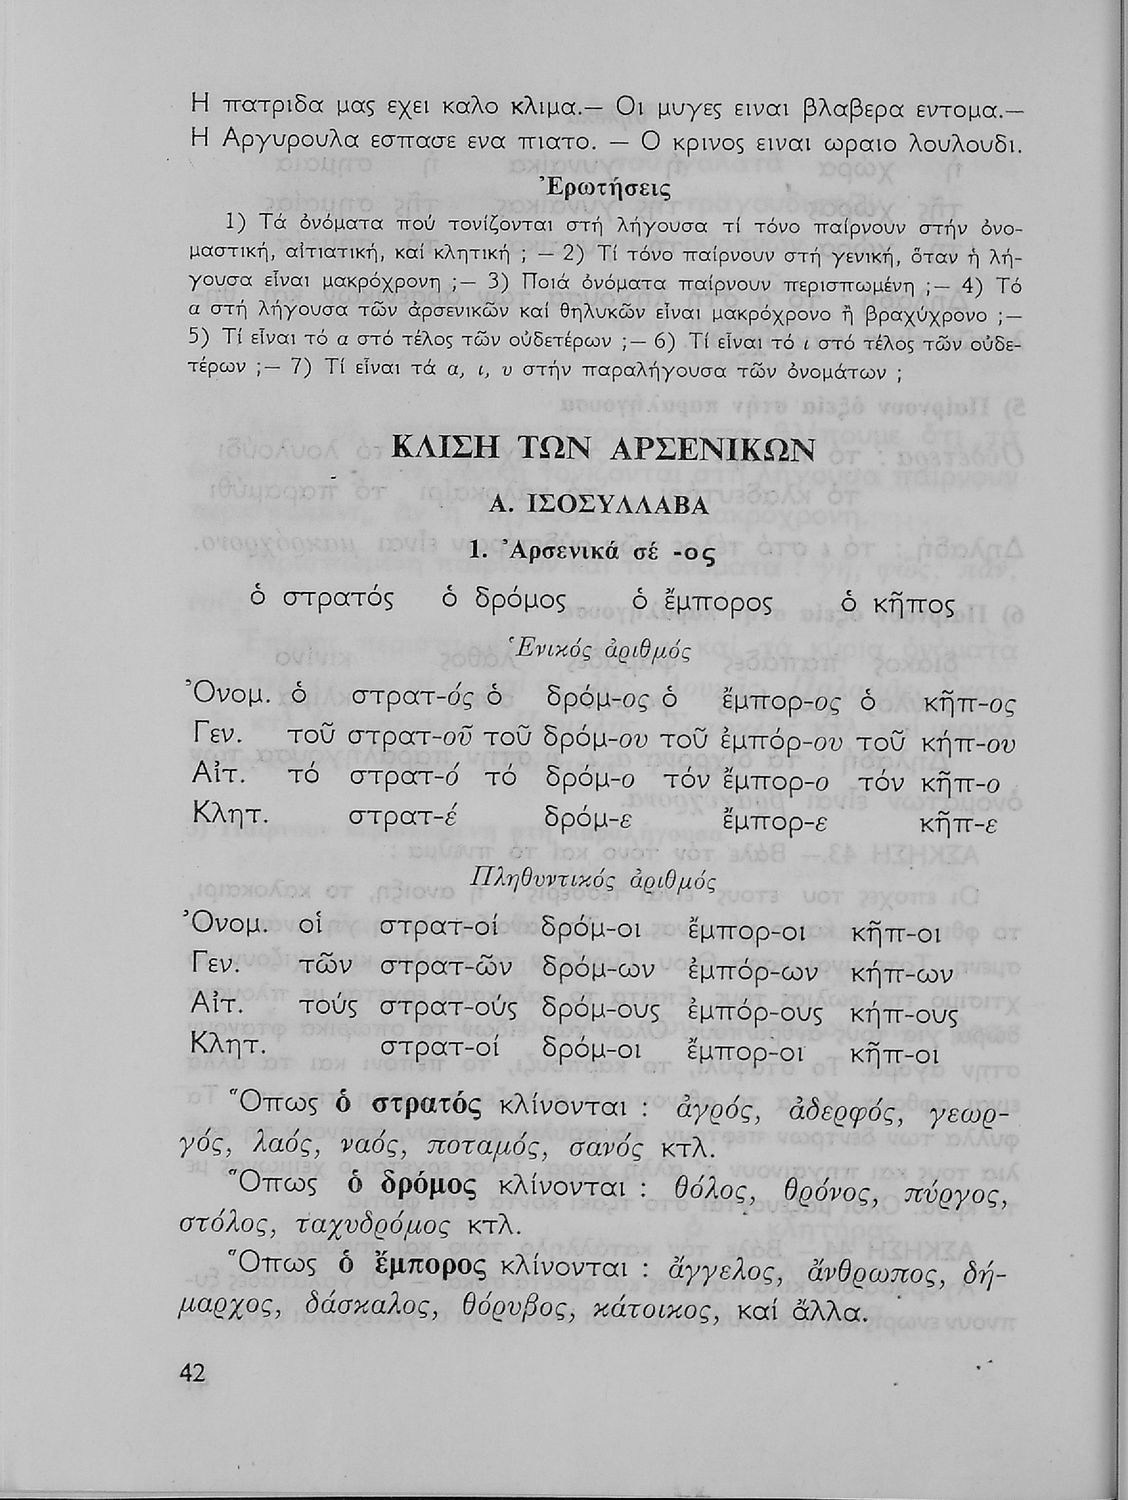 Η πατριδα μας εχει καλο κλιμα.— Οι μυγες ειναι βλαβερα εντομα.—
Η Αργυρουλα εσπασε ενα πιατο. — Ο κρινος ειναι ωραιο λουλουδι.
Ἐρωτήσεις
1) Τά ὀνόματα πού τονίζονται στή λήγουσα τί τόνο παίρνουν στήν ὀνο-
μαστική, αἰτιατική, καί κλητική ; — 2) Τί τόνο παίρνουν στή γενική, ὅταν ἡ λή-
γουσα εἶναι μακρόχρονη ;— 3) Ποιά ὀνόματα παίρνουν περισπωμένη ;— 4) Τό
α στή λήγουσα τῶν ἀρσενικῶν καί θηλυκῶν εἶναι μακρόχρονο ἤ βραχύχρονο ;—
5) Τί εἶναι τό α στό τέλος τῶν οὐδετέρων ;— 6) Τί εἶναι τό ι στό τέλος τῶν οὐδε-
τέρων ;— 7) Τί εἶναι τά α, ι, υ στήν παραλήγουσα τῶν ὀνομάτων ;
ΚΛΙΣΗ ΤΩΝ ΑΡΣΕΝΙΚΩΝ
Α. ΙΣΟΣΥΛΛΑΒΑ
1. Ἀρσενικά σέ -ος
ὁ στρατός ὁ δρόμος ὁ ἔμπορος ὁ κῆπος
Ἑνικός ἀριθμός
Ὀνομ. ὁ στρατ-ός ὁ δρόμ-ος ὁ ἔμπορ-ος ὁ κῆπ-ος
Γεν. τοῦ στρατ-οῦ τοῦ δρόμ-ου τοῦ ἐμπόρ-ου τοῦ κήπ-ου
Αἰτ. τό στρατ-ό τό δρόμ-ο τόν ἔμπορ-ο τόν κῆπ-ο
Κλητ. στρατ-έ δρόμ-ε ἔμπορ-ε κῆπ-ε
Πληθυντικός ἀριθμός
Ὀνομ. οἱ στρατ-οί δρόμ-οι ἔμπορ-οι κῆπ-οι
Γεν. τῶν στρατ-ῶν δρόμ-ων ἐμπόρ-ων κήπ-ων
Αἰτ. τούς στρατ-ούς δρόμ-ους ἐμπόρ-ους κήπ-ους
Κλητ. στρατ-οί δρόμ-οι ἔμπορ-οι κῆπ-οι
Ὅπως ὁ στρατός κλίνονται : ἀγρός, ἀδερφός, γεωρ-
γός, λαός, ναός, ποταμός, σανός κτλ.
Ὅπως ὁ δρόμος κλίνονται : θόλος, θρόνος, πύργος,
στόλος, ταχυδρόμος κτλ.
Ὅπως ὁ ἔμπορος κλίνονται : ἄγγελος, ἄνθρωπος, δή-
μαρχος, δάσκαλος, θόρυβος, κάτοικος, καί ἄλλα.
42